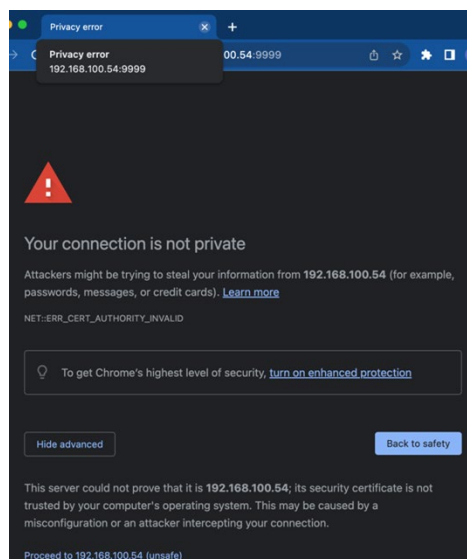 Privacy error
Privacy error
192.168.100.54:9999
00.54:9999
Your connection is not private
Attackers might be trying to steal your information from 192.168.100.54 (for example,
passwords, messages, or credit cards). Learn more
NET::ERR_CERT_AUTHORITY_INVALID
To get Chrome's highest level of security, turn on enhanced protection
Hide advanced
Back to safety
This server could not prove that it is 192.168.100.54; its security certificate is not
trusted by your computer's operating system. This may be caused by a
misconfiguration or an attacker intercepting your connection.
Proceed to 192.168.100.54 (unsafe)